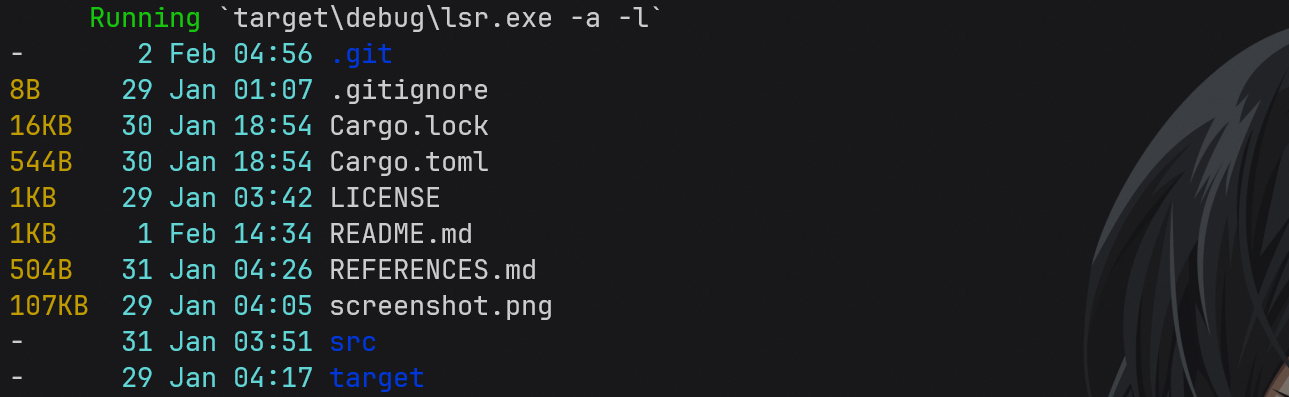 Running `target\debug\lsr.exe -a -l`
- 2 Feb 04:56 .git
8B 29 Jan 01:07 .gitignore
16KB 30 Jan 18:54 Cargo.lock
544B 30 Jan 18:54 Cargo.toml
1KB 29 Jan 03:42 LICENSE
1KB 1 Feb 14:34 README.md
504B 31 Jan 04:26 REFERENCES.md
107KB 29 Jan 04:05 screenshot.png
- 31 Jan 03:51 src
- 29 Jan 04:17 target